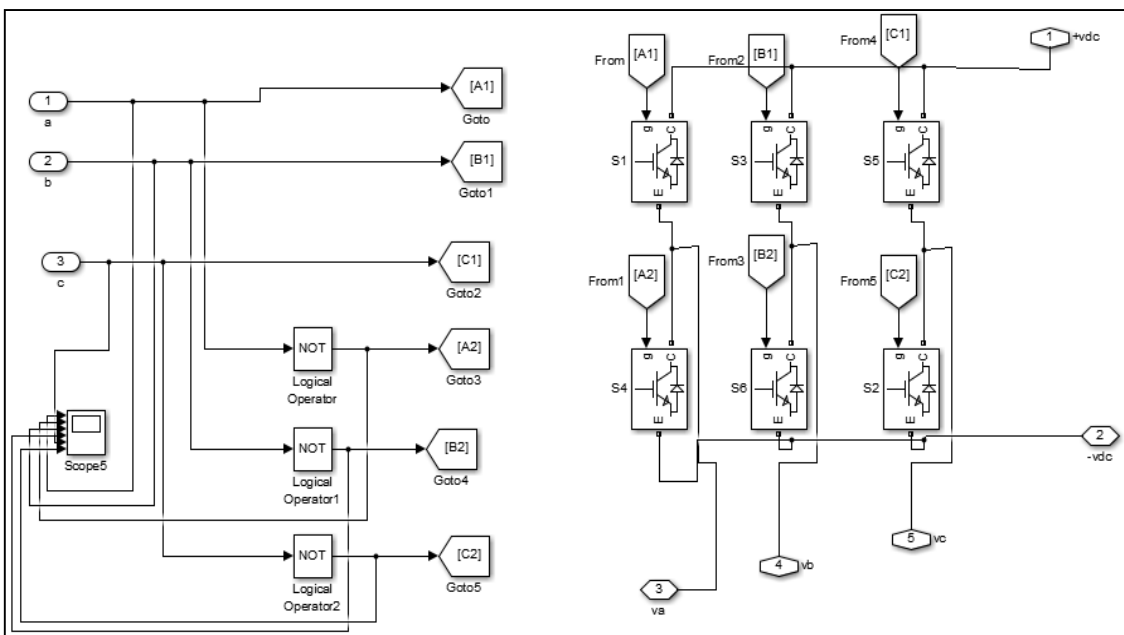 1
a
[A1]
Goto
2
b
[B1]
Goto1
3
c
[C1]
Goto2
NOT
Logical
Operator
[A2]
Goto3
Scope5
NOT
Logical
Operator1
[B2]
Goto4
NOT
Logical
Operator2
[C2]
Goto5
From
[A1]
From2
[B1]
From4
[C1]
1
+vdc
g
C
S1
E
g
C
S3
E
g
C
S5
E
From1
[A2]
From3
[B2]
From5
[C2]
g
C
S4
E
g
C
S6
E
g
C
S2
E
2
-vdc
3
va
4
vb
5
vc